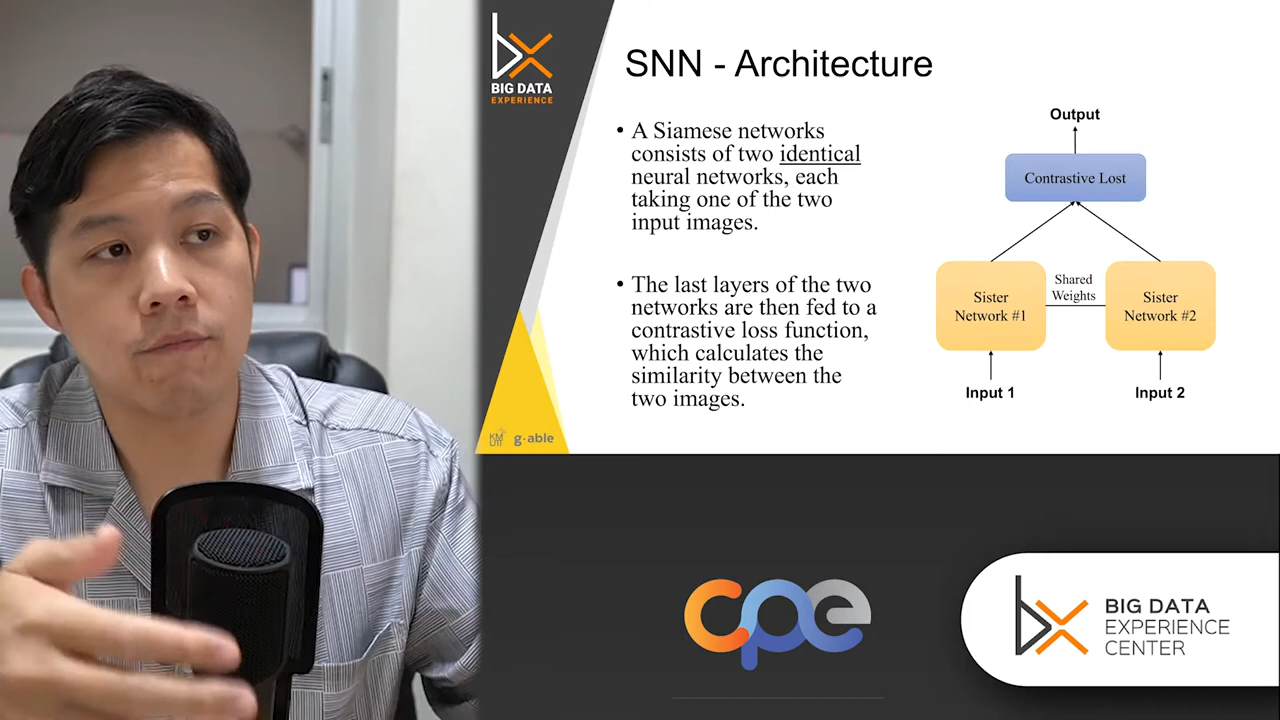 BIG DATA
EXPERIENCE
SNN - Architecture
• A Siamese networks
consists of two identical
neural networks, each
taking one of the two
input images.
• The last layers of the two
networks are then fed to a
contrastive loss function,
which calculates the
similarity between the
two images.
Output
Contrastive Lost
Shared
Weights
Sister
Network #1
Sister
Network #2
Input 1
Input 2
KM
UTT
g·able
cpe
bx
BIG DATA
EXPERIENCE
CENTER